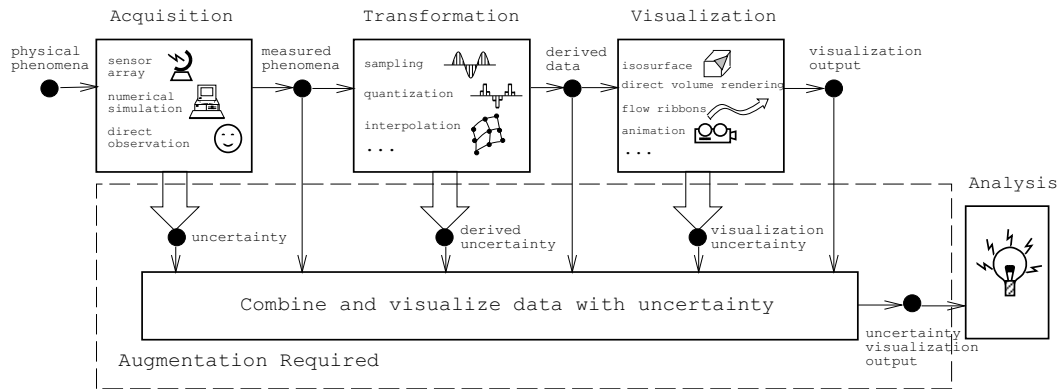 Acquisition
Transformation
Visualization
physical
phenomena
sensor
array
numerical
simulation
direct
observation
measured
phenomena
sampling
quantization
interpolation
...
derived
data
isosurface
direct volume rendering
flow ribbons
animation
...
visualization
output
uncertainty
derived
uncertainty
visualization
uncertainty
Analysis
Combine and visualize data with uncertainty
uncertainty
visualization
output
Augmentation Required